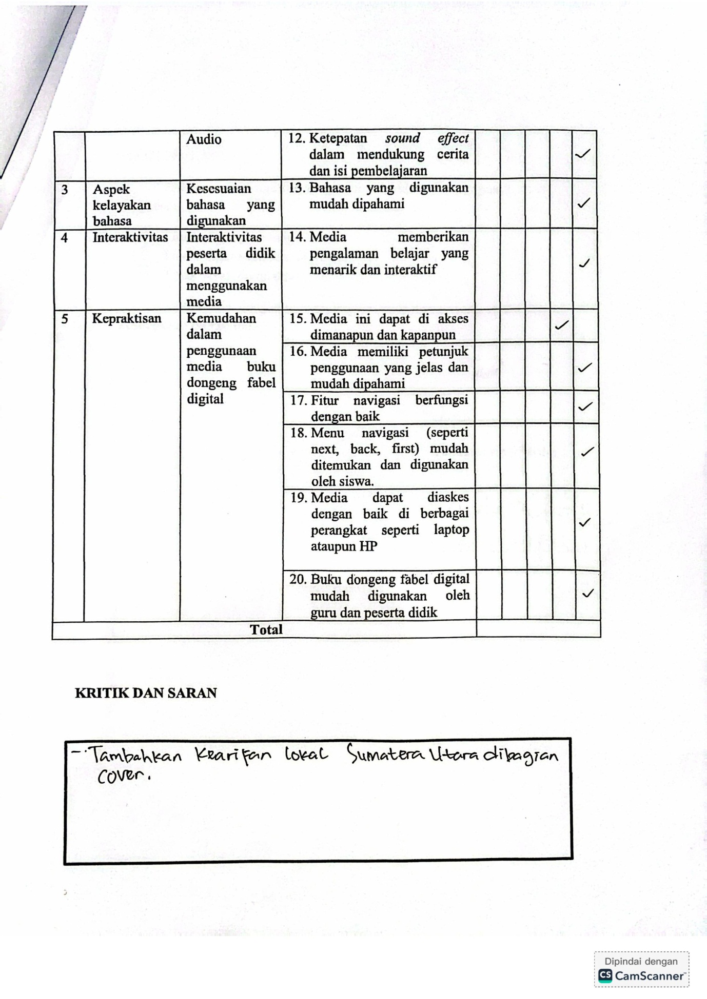 Audio
12. Ketepatan sound effect
dalam mendukung cerita
dan isi pembelajaran
✓
3
Aspek
kelayakan
bahasa
Kesesuaian
bahasa yang
digunakan
13. Bahasa yang digunakan
mudah dipahami
✓
4
Interaktivitas
Interaktivitas
peserta didik
dalam
menggunakan
media
14. Media memberikan
pengalaman belajar yang
menarik dan interaktif
✓
5
Kepraktisan
Kemudahan
dalam
penggunaan
media buku
dongeng fabel
digital
15. Media ini dapat di akses
dimanapun dan kapanpun
✓
16. Media memiliki petunjuk
penggunaan yang jelas dan
mudah dipahami
✓
17. Fitur navigasi berfungsi
dengan baik
✓
18. Menu navigasi (seperti
next, back, first) mudah
ditemukan dan digunakan
oleh siswa.
✓
19. Media dapat diaskes
dengan baik di berbagai
perangkat seperti laptop
ataupun HP
✓
20. Buku dongeng fabel digital
mudah digunakan oleh
guru dan peserta didik
✓
Total
KRITIK DAN SARAN
- Tambahkan Kearifan lokal Sumatera Utara dibagian
cover.
Dipindai dengan
CS CamScanner™